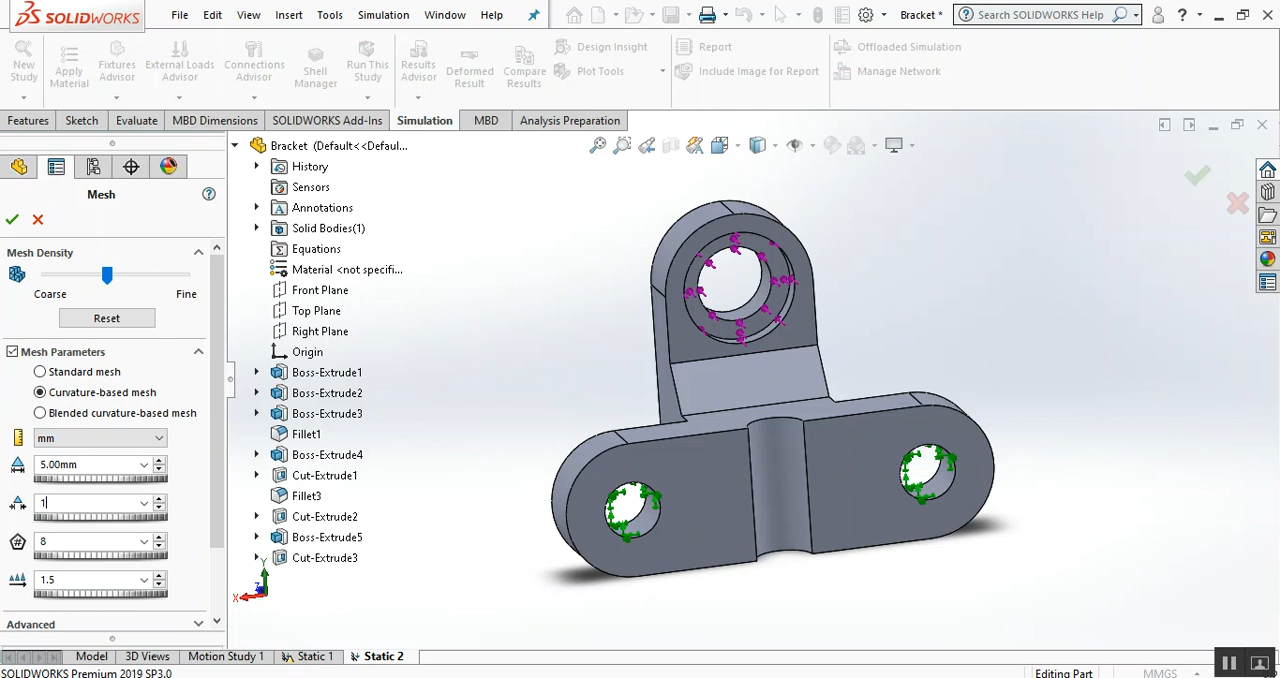 SOLIDWORKS File Edit View Insert Tools Simulation Window Help Bracket * Search SOLIDWORKS Help
New Study
Apply Material
Fixtures Advisor
External Loads Advisor
Connections Advisor
Shell Manager
Run This Study
Results Advisor
Deformed Result
Compare Results
Design Insight
Plot Tools
Report
Include Image for Report
Offloaded Simulation
Manage Network
Features Sketch Evaluate MBD Dimensions SOLIDWORKS Add-Ins Simulation MBD Analysis Preparation
Mesh
Mesh Density
Coarse Fine
Reset
Mesh Parameters
Standard mesh
Curvature-based mesh
Blended curvature-based mesh
mm
5.00mm
1
8
1.5
Advanced
Bracket (Default<<Defaul...
History
Sensors
Annotations
Solid Bodies(1)
Equations
Material <not specifi...
Front Plane
Top Plane
Right Plane
Origin
Boss-Extrude1
Boss-Extrude2
Boss-Extrude3
Fillet1
Boss-Extrude4
Cut-Extrude1
Fillet3
Cut-Extrude2
Boss-Extrude5
Cut-Extrude3
Y
Z
X
Model 3D Views Motion Study 1 Static 1 Static 2
SOLIDWORKS Premium 2019 SP3.0 Editing Part MMGS